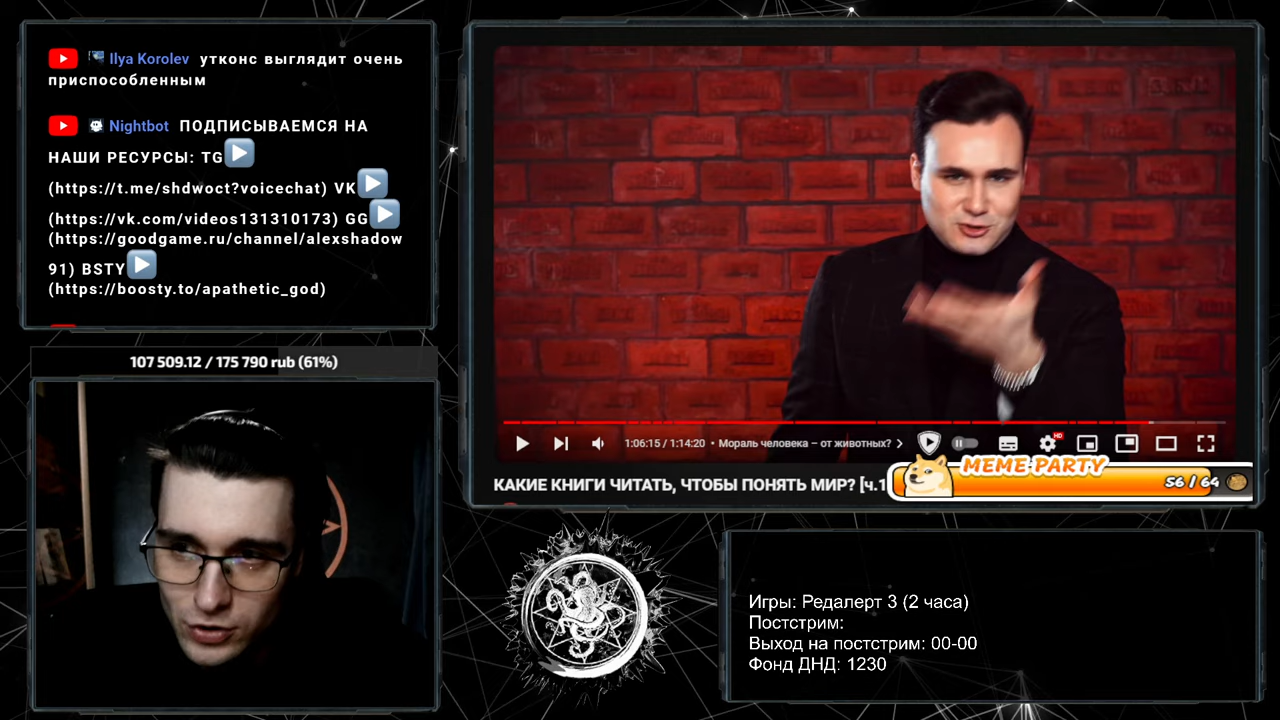 Ilya Korolev утконс выглядит очень
приспособленным
Nightbot ПОДПИСЫВАЕМСЯ НА
НАШИ РЕСУРСЫ: TG
(https://t.me/shdwoct?voicechat) VK
(https://vk.com/videos131310173) GG
(https://goodgame.ru/channel/alexshadow
91) BSTY
(https://boosty.to/apathetic_god)
107 509.12 / 175 790 rub (61%)
1:06:15 / 1:14:20 • Мораль человека – от животных?
HD
MEME PARTY
56 / 64
КАКИЕ КНИГИ ЧИТАТЬ, ЧТОБЫ ПОНЯТЬ МИР? [ч.1
Игры: Редалерт 3 (2 часа)
Постстрим:
Выход на постстрим: 00-00
Фонд ДНД: 1230